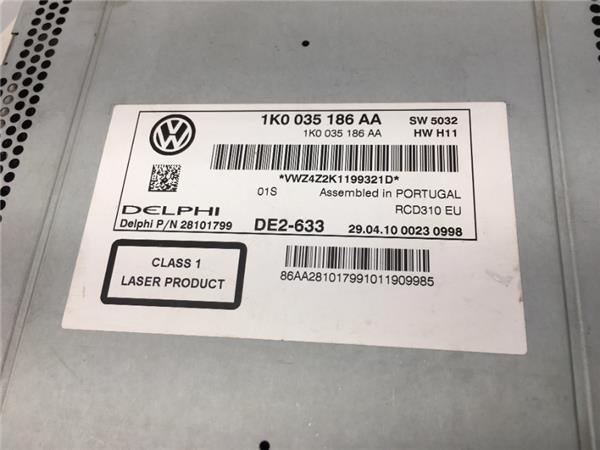 1K0 035 186 AA SW 5032
1K0 035 186 AA HW H11
*VWZ4Z2K1199321D*
01S Assembled in PORTUGAL
DELPHI RCD310 EU
Delphi P/N 28101799 DE2-633 29.04.10 0023 0998
CLASS 1
LASER PRODUCT
86AA281017991011909985